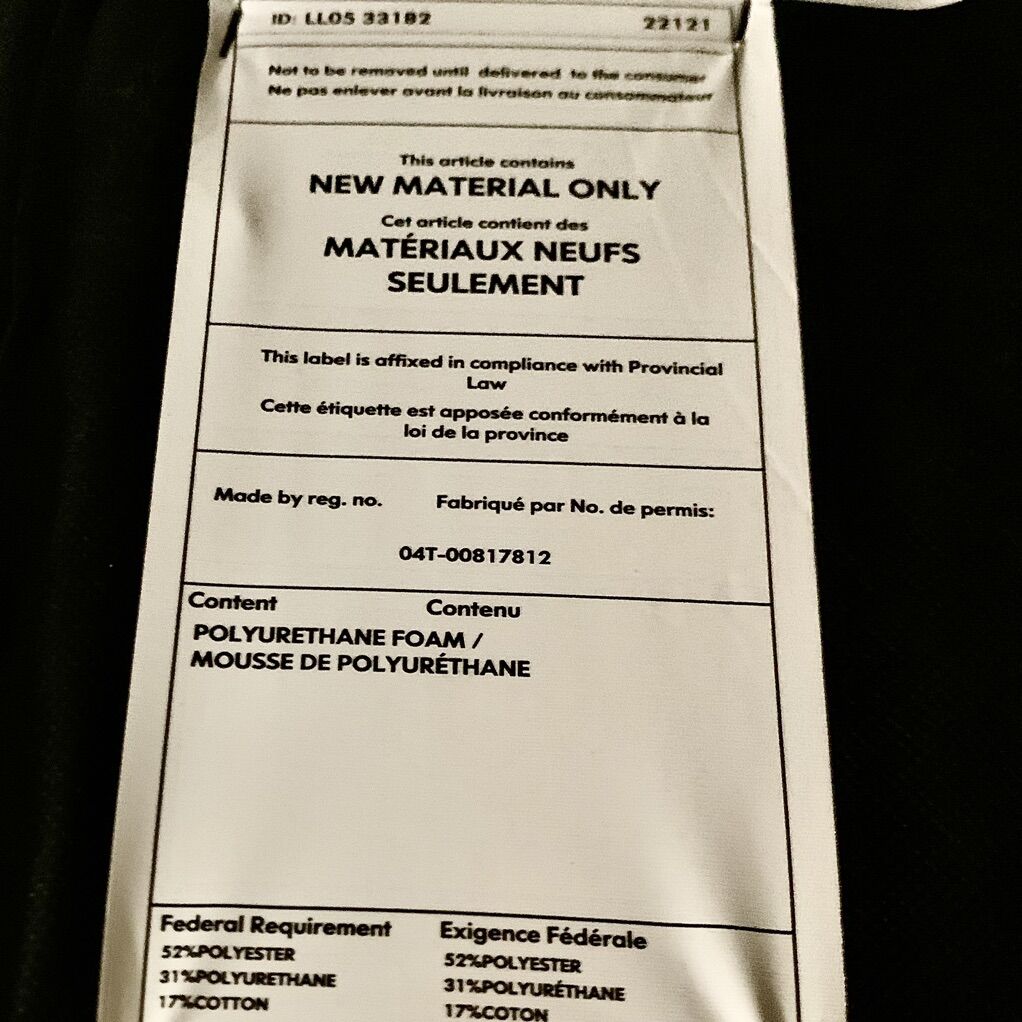 ID: LL05 33182 22121
Not to be removed until delivered to the consumer
Ne pas enlever avant la livraison au consommateur
This article contains
NEW MATERIAL ONLY
Cet article contient des
MATÉRIAUX NEUFS
SEULEMENT
This label is affixed in compliance with Provincial
Law
Cette étiquette est apposée conformément à la
loi de la province
Made by reg. no. Fabriqué par No. de permis:
04T-00817812
Content Contenu
POLYURETHANE FOAM /
MOUSSE DE POLYURÉTHANE
Federal Requirement Exigence Fédérale
52%POLYESTER 52%POLYESTER
31%POLYURETHANE 31%POLYURÉTHANE
17%COTTON 17%COTON